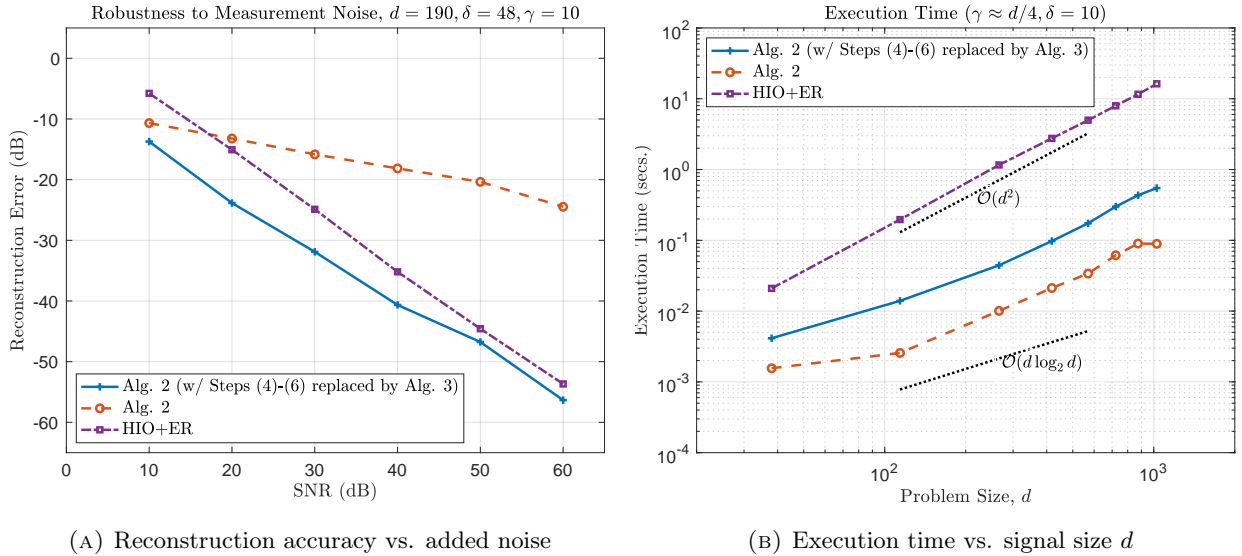 Robustness to Measurement Noise, d = 190, δ = 48, γ = 10
Reconstruction Error (dB)
0
-10
-20
-30
-40
-50
-60
Alg. 2 (w/ Steps (4)-(6) replaced by Alg. 3)
Alg. 2
HIO+ER
0
10
20
30
40
50
60
SNR (dB)
(A) Reconstruction accuracy vs. added noise
Execution Time (γ ≈ d/4, δ = 10)
Execution Time (secs.)
10^2
10^1
10^0
10^-1
10^-2
10^-3
10^-4
Alg. 2 (w/ Steps (4)-(6) replaced by Alg. 3)
Alg. 2
HIO+ER
O(d^2)
O(d log_2 d)
10^2
10^3
Problem Size, d
(B) Execution time vs. signal size d